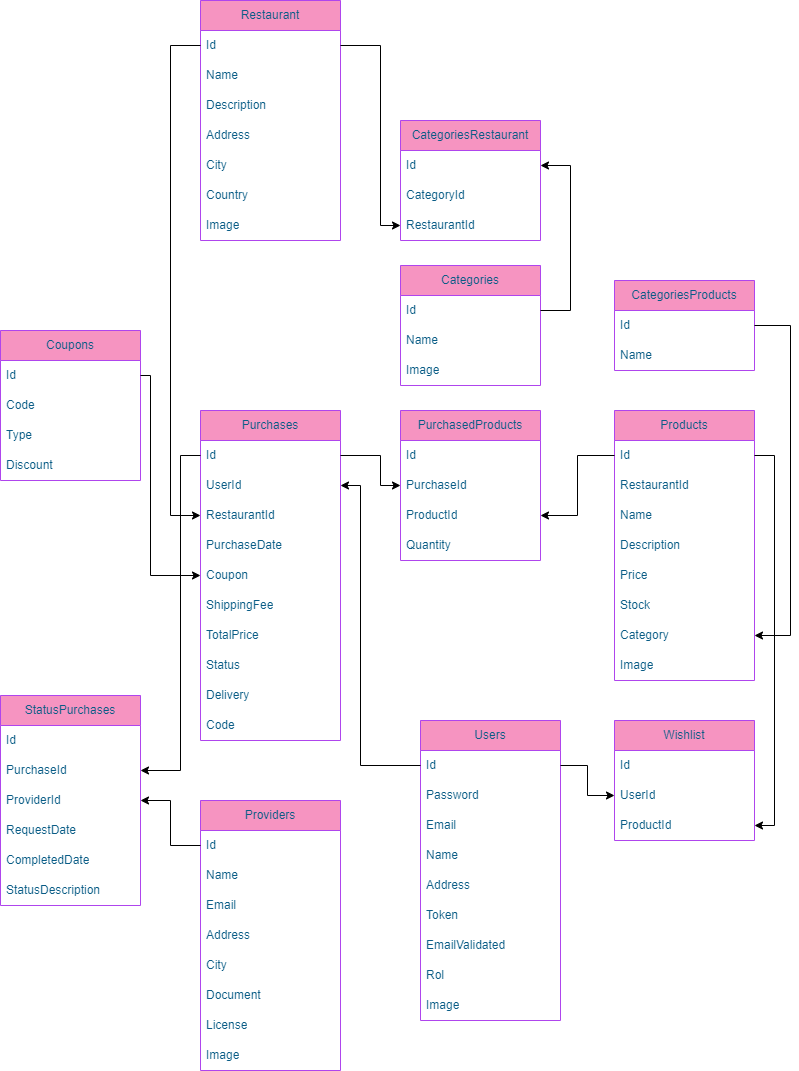 Restaurant
Id
Name
Description
Address
City
Country
Image
CategoriesRestaurant
Id
CategoryId
RestaurantId
Categories
Id
Name
Image
CategoriesProducts
Id
Name
Coupons
Id
Code
Type
Discount
Purchases
Id
UserId
RestaurantId
PurchaseDate
Coupon
ShippingFee
TotalPrice
Status
Delivery
Code
PurchasedProducts
Id
PurchaseId
ProductId
Quantity
Products
Id
RestaurantId
Name
Description
Price
Stock
Category
Image
StatusPurchases
Id
PurchaseId
ProviderId
RequestDate
CompletedDate
StatusDescription
Providers
Id
Name
Email
Address
City
Document
License
Image
Users
Id
Password
Email
Name
Address
Token
EmailValidated
Rol
Image
Wishlist
Id
UserId
ProductId